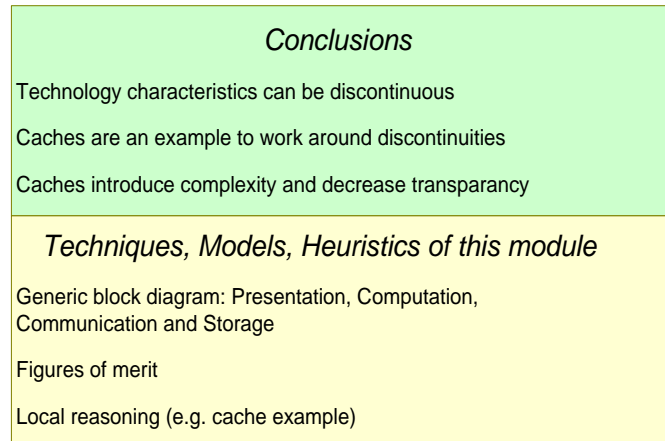 Conclusions
Technology characteristics can be discontinuous
Caches are an example to work around discontinuities
Caches introduce complexity and decrease transparancy
Techniques, Models, Heuristics of this module
Generic block diagram: Presentation, Computation,
Communication and Storage
Figures of merit
Local reasoning (e.g. cache example)